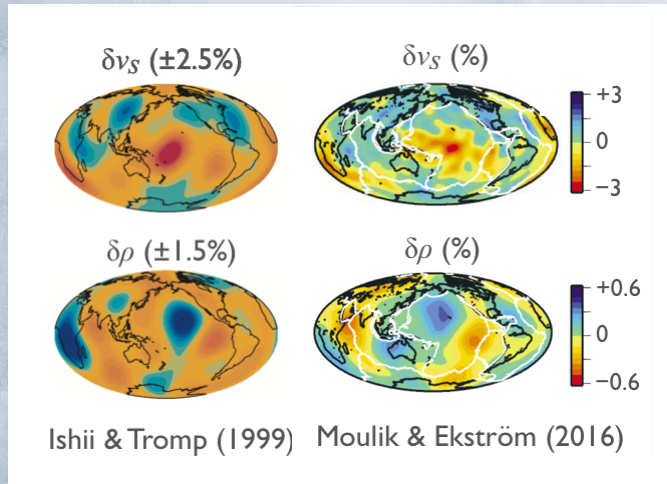 δvS (±2.5%)
δvS (%)
+3
0
−3
δρ (±1.5%)
δρ (%)
+0.6
0
−0.6
Ishii & Tromp (1999)
Moulik & Ekström (2016)